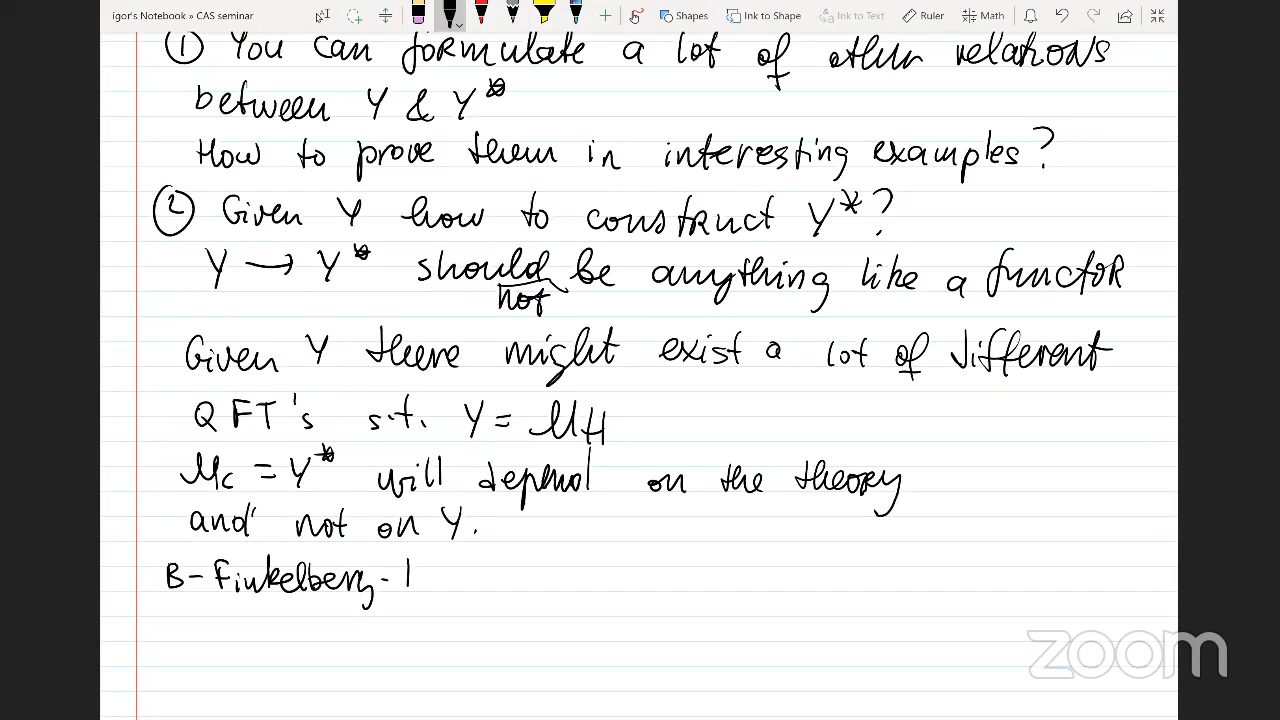 igor's Notebook » CAS seminar
Shapes Ink to Shape Ink to Text Ruler Math
① You can formulate a lot of other relations
between Y & Y*
How to prove them in interesting examples?
② Given Y how to construct Y*?
Y → Y* should not be anything like a functor
Given Y there might exist a lot of different
QFT's s.t. Y = M_H
M_C = Y* will depend on the theory
and not on Y.
B-Finkelberg-
zoom